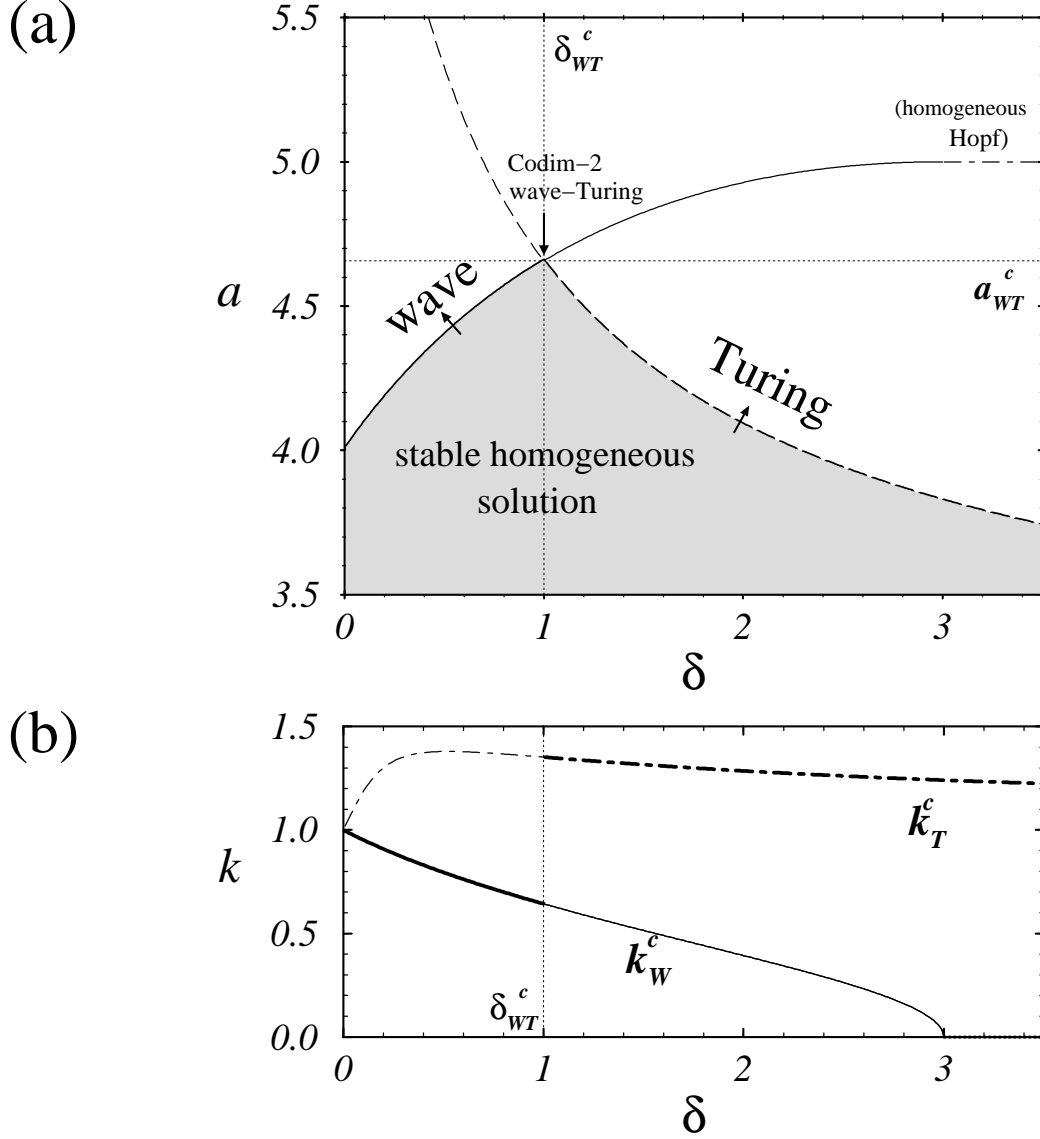 (a)
5.5
5.0
4.5
4.0
3.5
a
δ_WT^c
(homogeneous
Hopf)
Codim−2
wave−Turing
a_WT^c
wave
Turing
stable homogeneous
solution
0 1 2 3
δ
(b)
1.5
1.0
0.5
0.0
k
k_T^c
k_W^c
δ_WT^c
0 1 2 3
δ